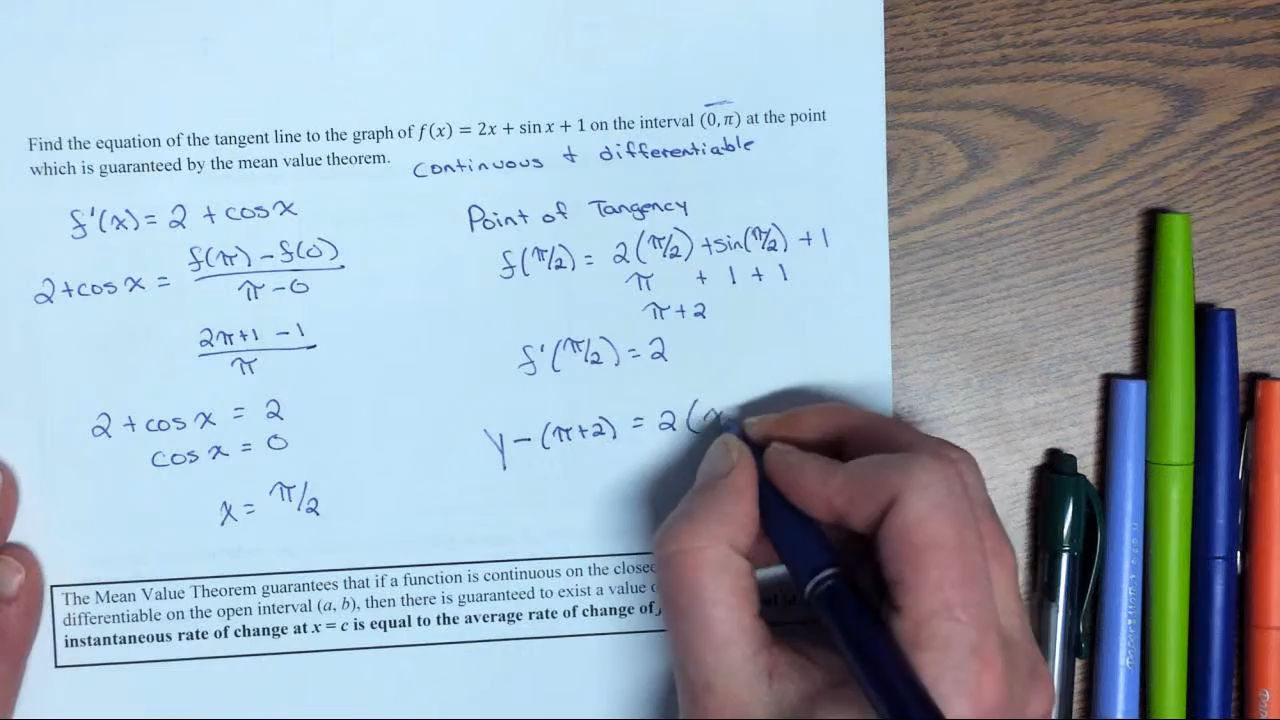 Find the equation of the tangent line to the graph of f(x) = 2x + sin x + 1 on the interval (0, π) at the point
which is guaranteed by the mean value theorem.
continuous + differentiable
f'(x) = 2 + cos x
2 + cos x = f(π) - f(0) / π - 0
2π+1 - 1 / π
2 + cos x = 2
cos x = 0
x = π/2
Point of Tangency
f(π/2) = 2(π/2) + sin(π/2) + 1
π + 1 + 1
π + 2
f'(π/2) = 2
y - (π+2) = 2(x
The Mean Value Theorem guarantees that if a function is continuous on the closed
differentiable on the open interval (a, b), then there is guaranteed to exist a value
instantaneous rate of change at x = c is equal to the average rate of change of